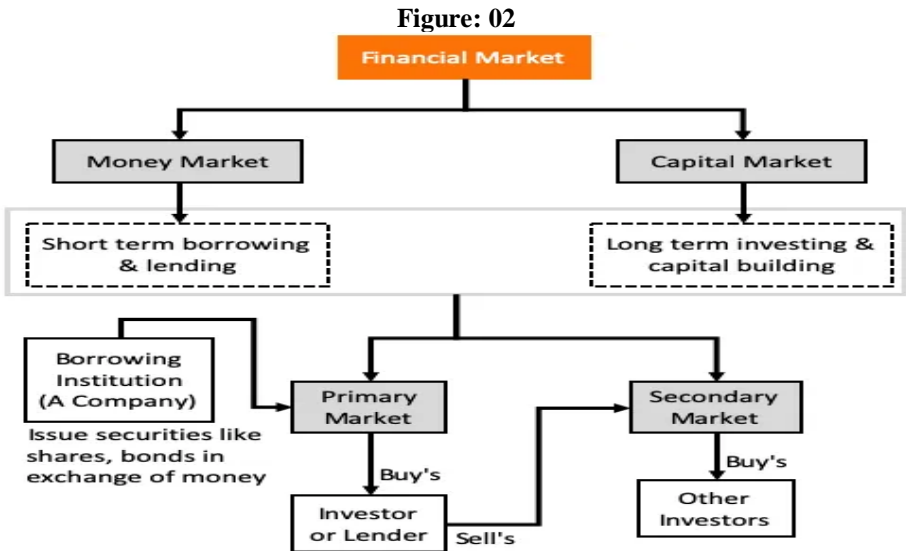 Figure: 02
Financial Market
Money Market
Capital Market
Short term borrowing
& lending
Long term investing &
capital building
Borrowing
Institution
(A Company)
Issue securities like
shares, bonds in
exchange of money
Primary
Market
Secondary
Market
Buy's
Buy's
Investor
or Lender
Sell's
Other
Investors